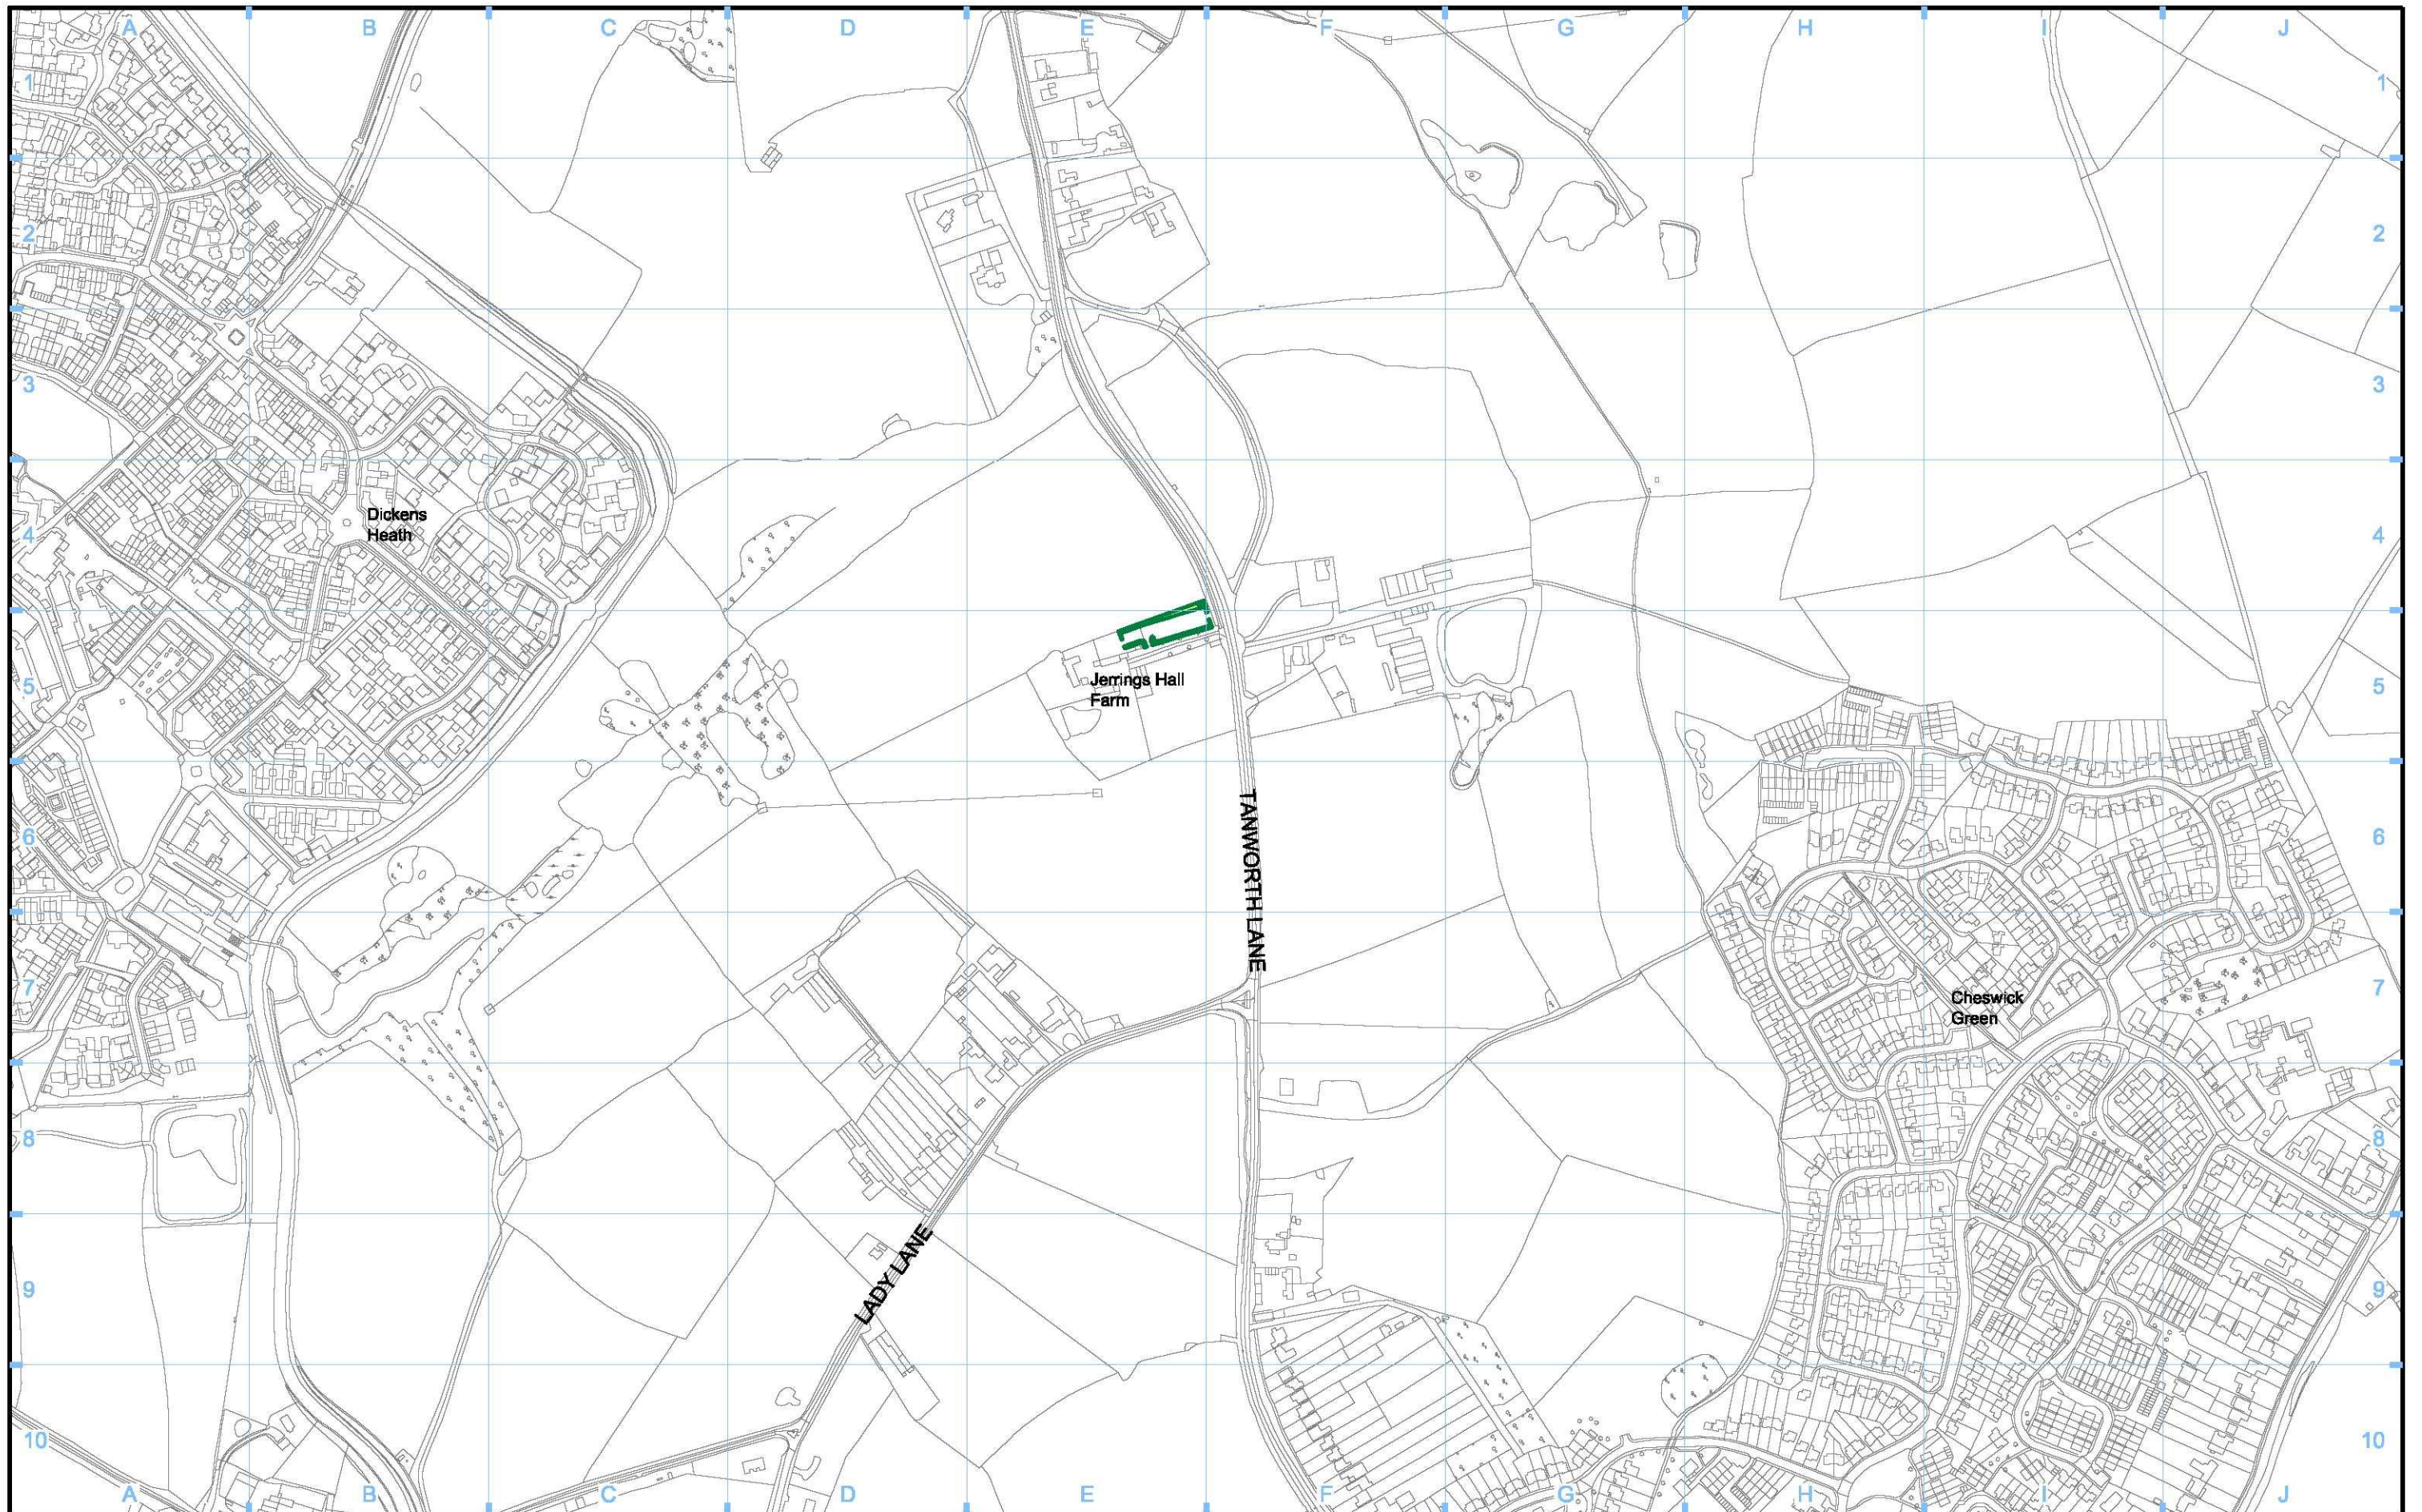 A B C D E F G H I J
1 1
2 2
3 3
Dickens
Heath
4 4
Jerrings Hall
Farm
5 5
TANWORTH LANE
6 6
Cheswick
Green
7 7
8 8
LADY LANE
9 9
10 10
A B C D E F G H I J